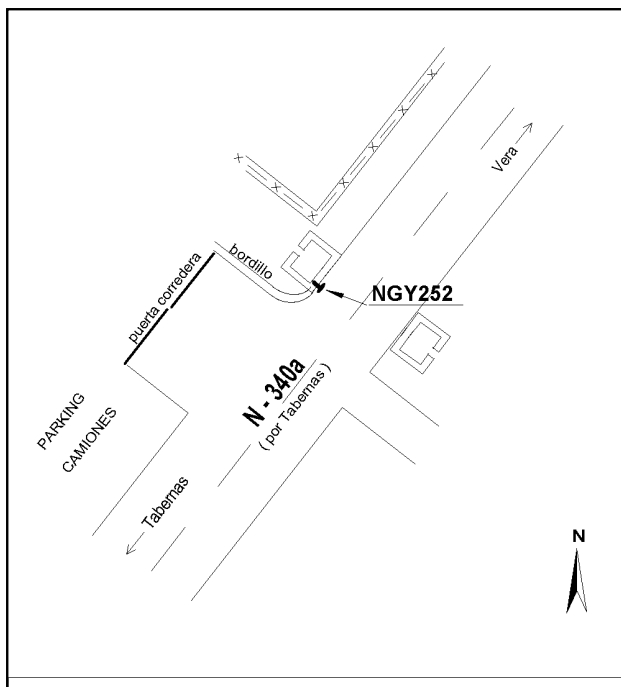 Vera
bordillo
puerta corredera
NGY252
N - 340a
( por Tabernas )
PARKING
CAMIONES
Tabernas
N